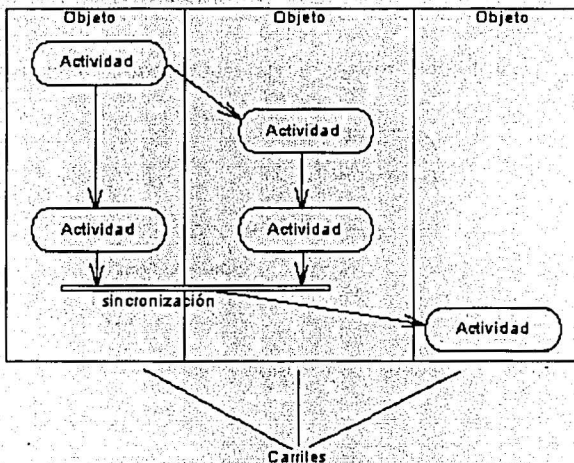 Objeto
Objeto
Objeto
Actividad
Actividad
Actividad
Actividad
sincronización
Actividad
Carriles